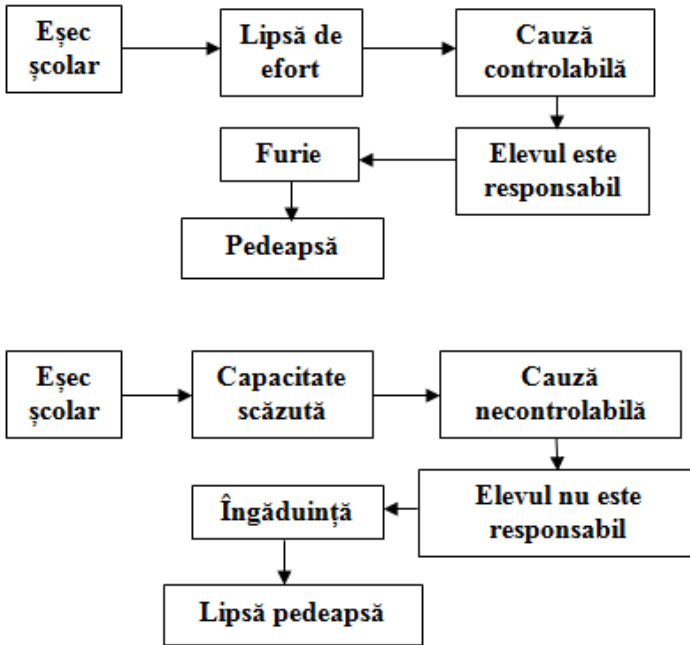 Eșec
școlar
Lipsă de
efort
Cauză
controlabilă
Elevul este
responsabil
Furie
Pedeapsă
Eșec
școlar
Capacitate
scăzută
Cauză
necontrolabilă
Elevul nu este
responsabil
Îngăduință
Lipsă pedeapsă